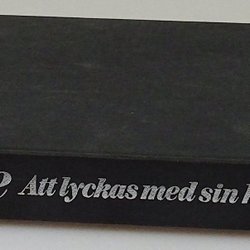 e Att lyckas med sin